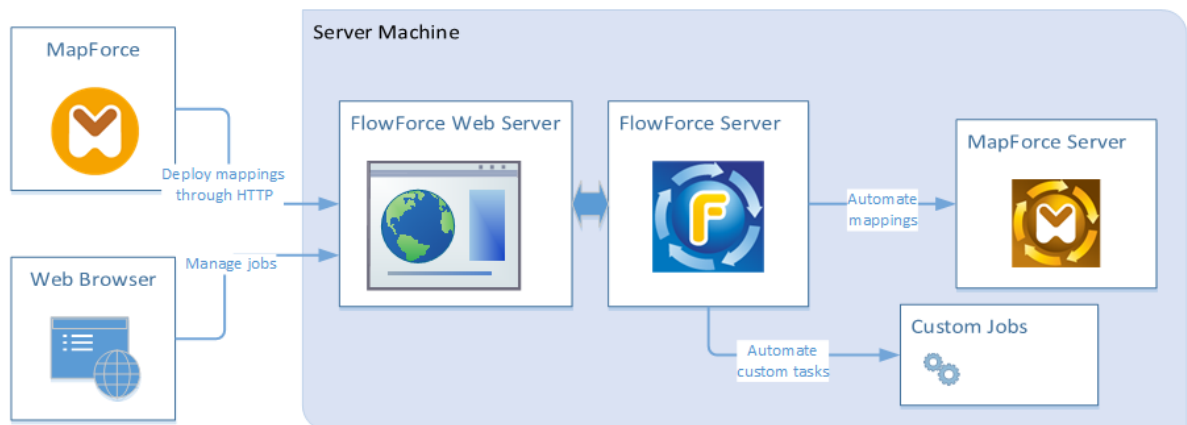 Server Machine
MapForce
FlowForce Web Server
FlowForce Server
MapForce Server
Deploy mappings
through HTTP
Automate
mappings
Manage jobs
Web Browser
Custom Jobs
Automate
custom tasks